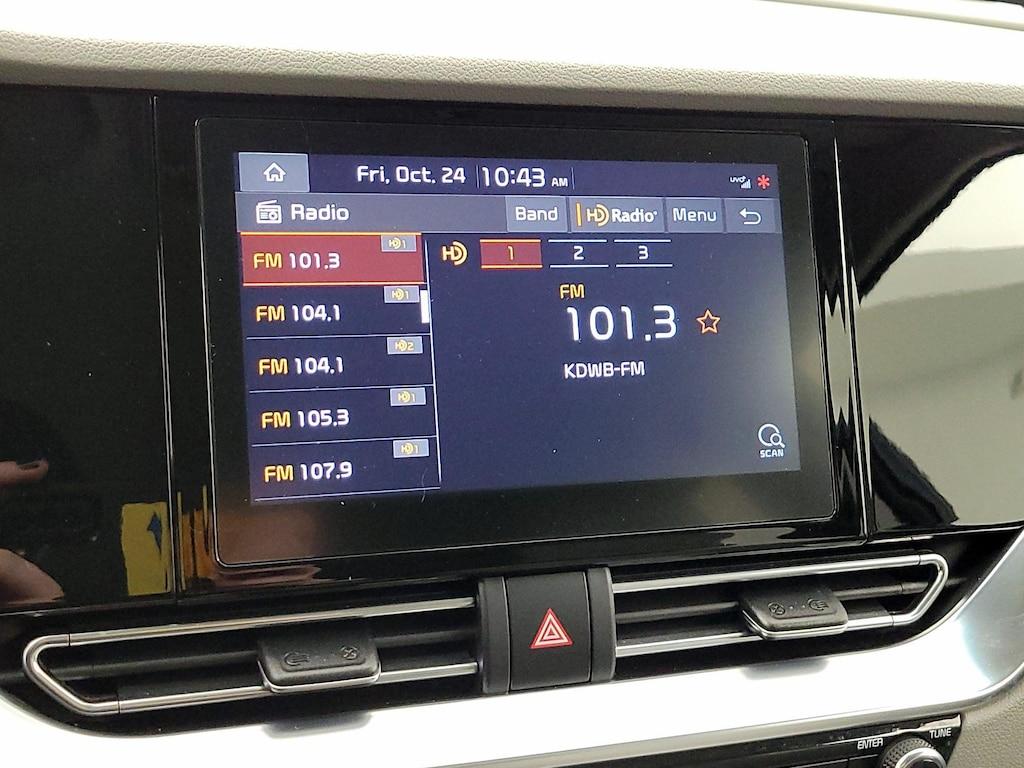 Fri, Oct. 24 10:43 AM UVO
Radio Band HD Radio Menu
FM 101.3 HD1
FM 104.1 HD1
FM 104.1 HD2
FM 105.3 HD1
FM 107.9 HD1
HD 1 2 3
FM
101.3
KDWB-FM
SCAN
ENTER
TUNE